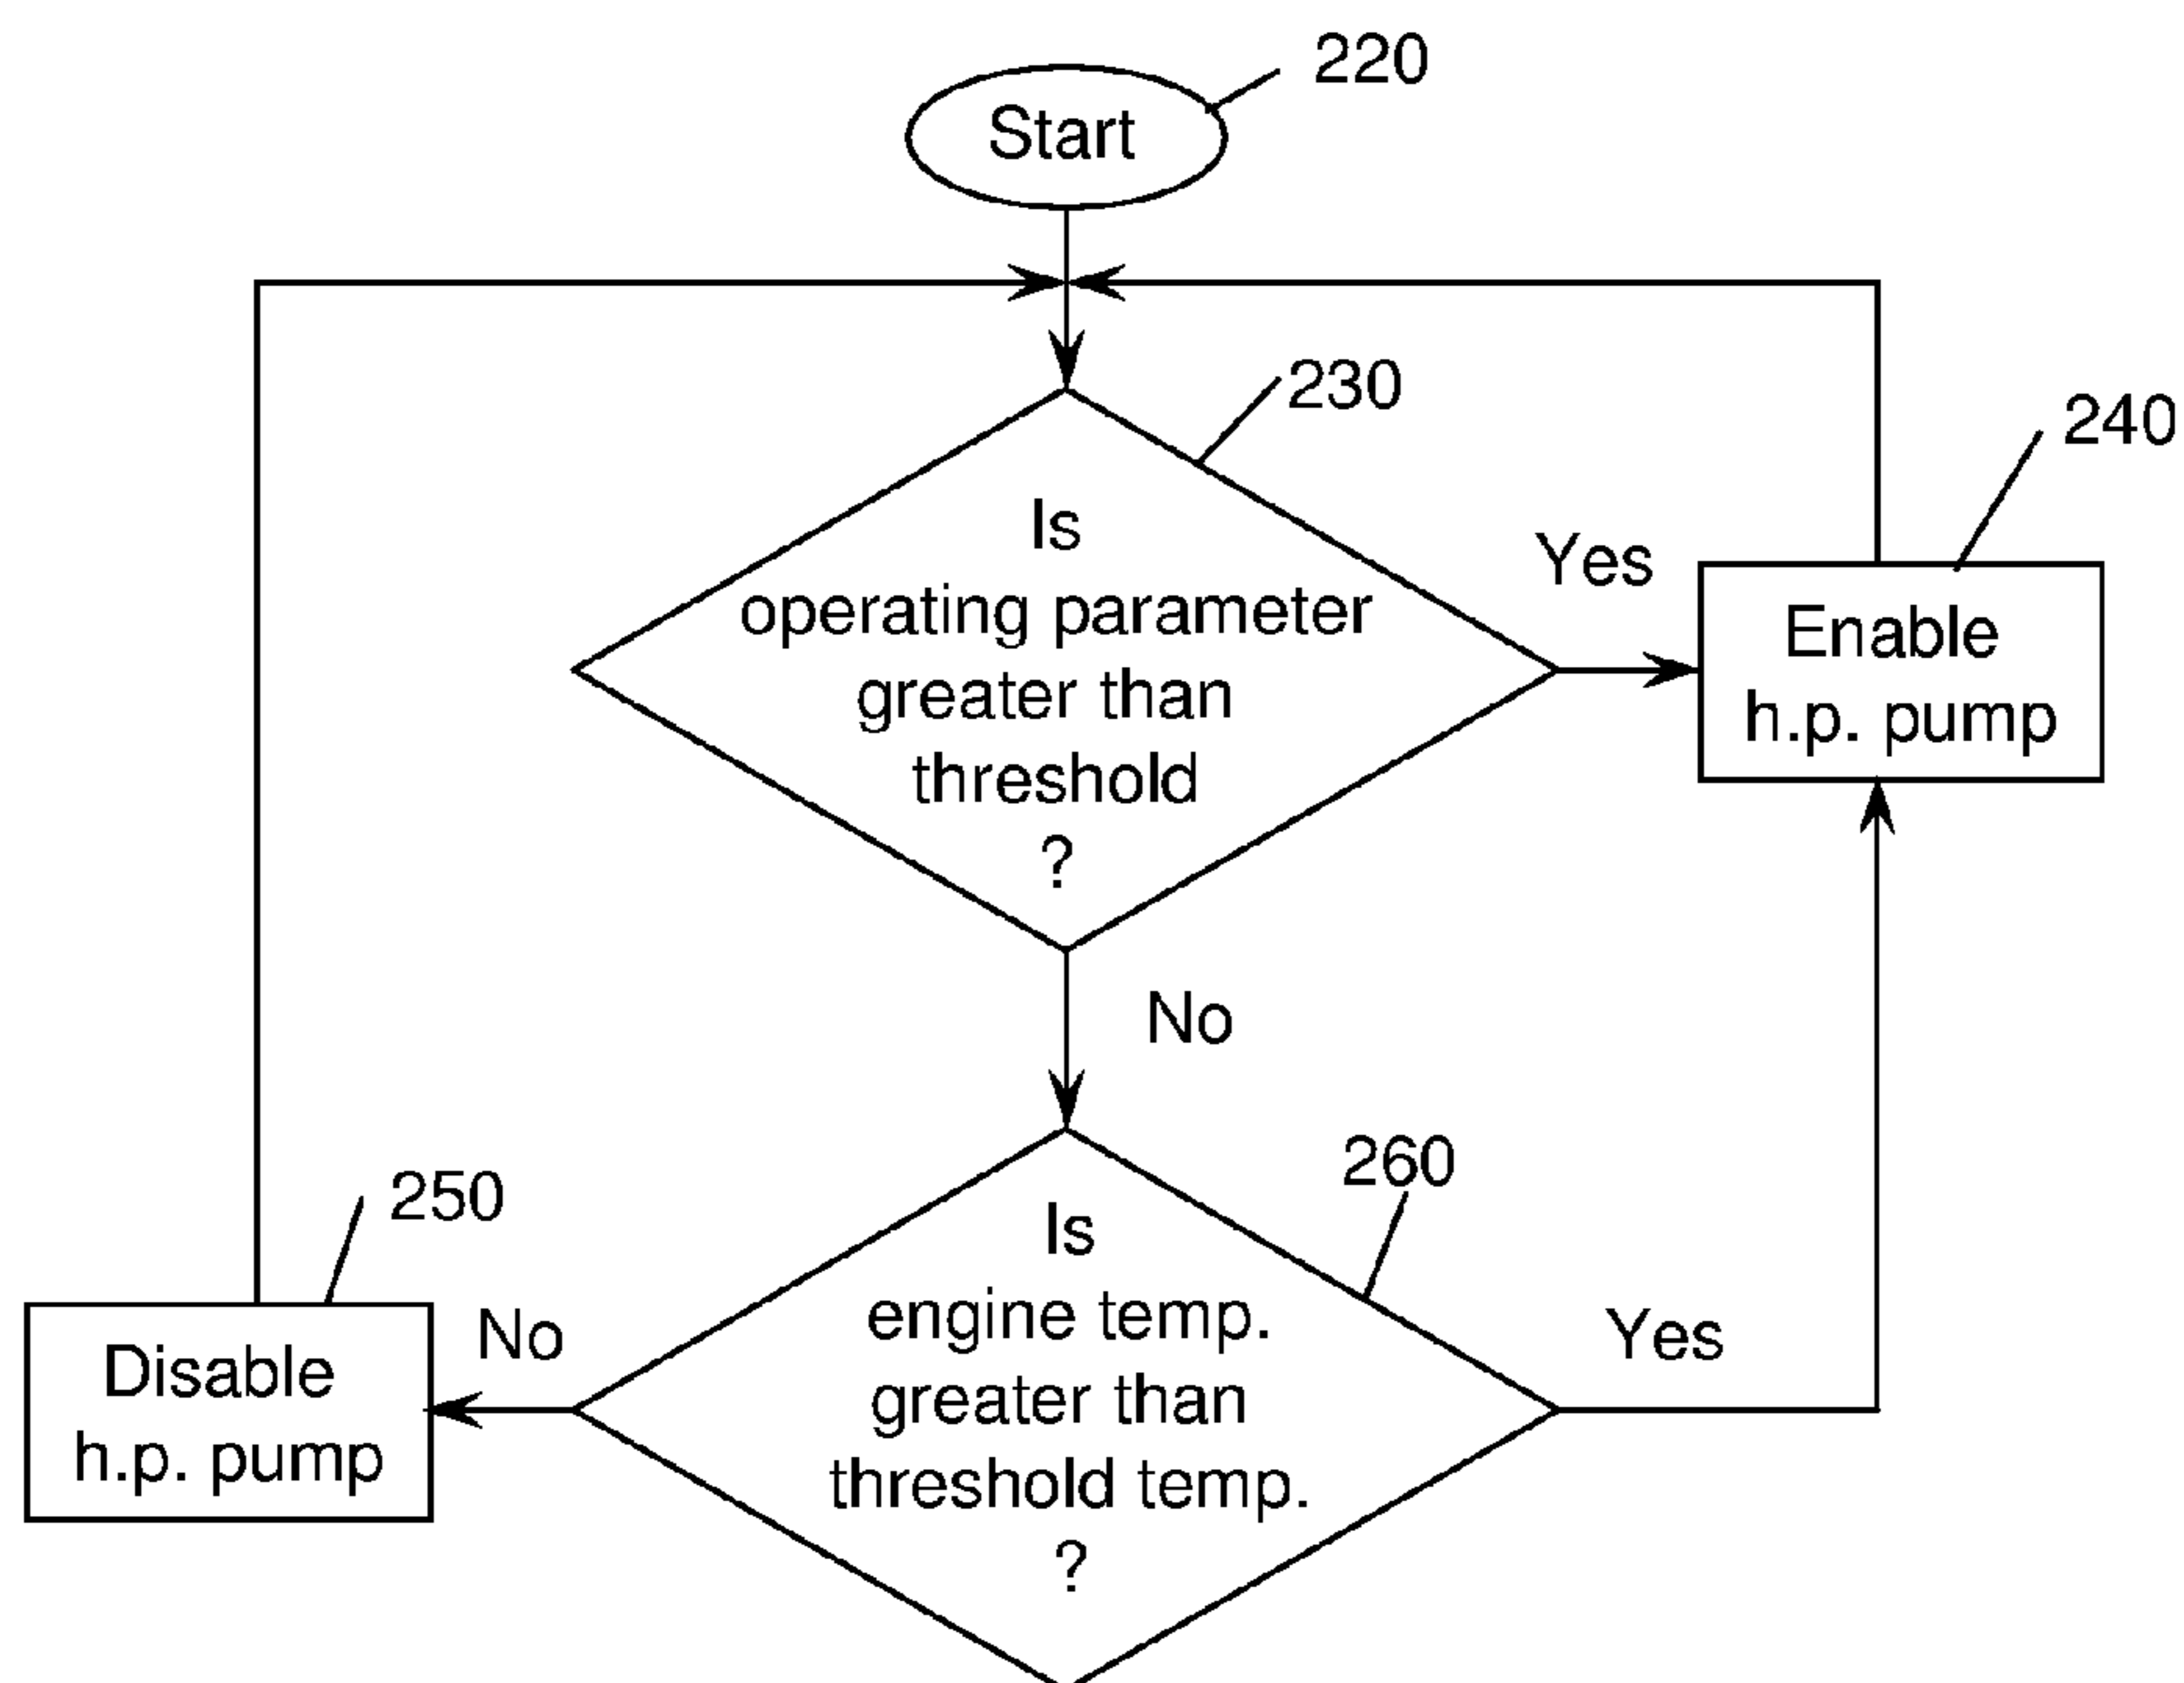 220
Start
230
240
Is
operating parameter
greater than
threshold
?
Yes
Enable
h.p. pump
No
260
250
Is
engine temp.
greater than
threshold temp.
?
No
Yes
Disable
h.p. pump